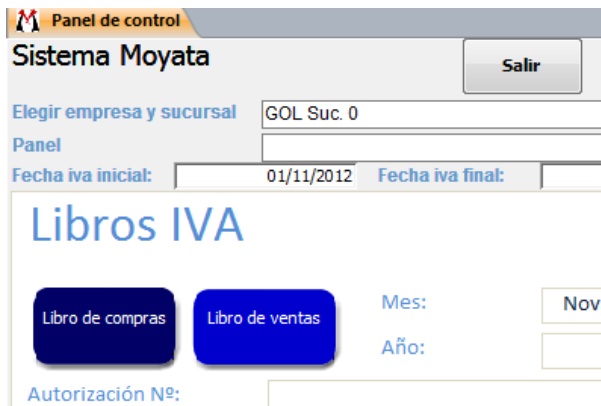 Panel de control
Sistema Moyata
Salir
Elegir empresa y sucursal GOL Suc. 0
Panel
Fecha iva inicial: 01/11/2012 Fecha iva final:
Libros IVA
Libro de compras Libro de ventas
Mes: Nov
Año:
Autorización Nº: